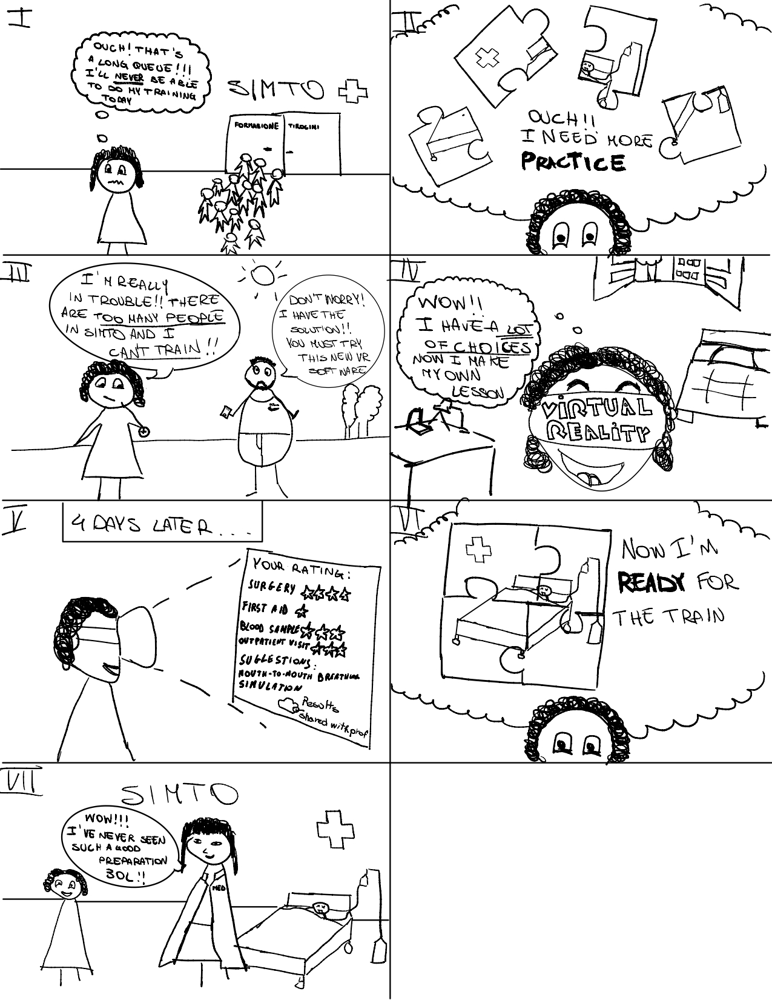 I
OUCH! THAT'S
A LONG QUEUE!!!
I'LL NEVER BE ABLE
TO DO MY TRAINING
TODAY
SIMTO
FORMASIONE TIROGINI
II
OUCH!!
I NEED MORE
PRACTICE
III
I'M REALLY
IN TROUBLE!! THERE
ARE TOO MANY PEOPLE
IN SIMTO AND I
CAN'T TRAIN!!
DON'T WORRY!
I HAVE THE
SOLUTION!!
YOU MUST TRY
THIS NEW VR
SOFTWARE
IV
WOW!!
I HAVE A LOT
OF CHOICES
NOW I MAKE
MY OWN
LESSON
VIRTUAL
REALITY
V
4 DAYS LATER....
YOUR RATING:
SURGERY
FIRST AID
BLOOD SAMPLE
OUTPATIENT VISIT
SUGLESTIONS:
MOUTH-TO-MOUTH BREATHING
SIMULATION
Results
shared with prof
VI
NOW I'M
READY FOR
THE TRAIN
VII
SIMTO
WOW!!!
I'VE NEVER SEEN
SUCH A GOOD
PREPARATION
30L!!
MED